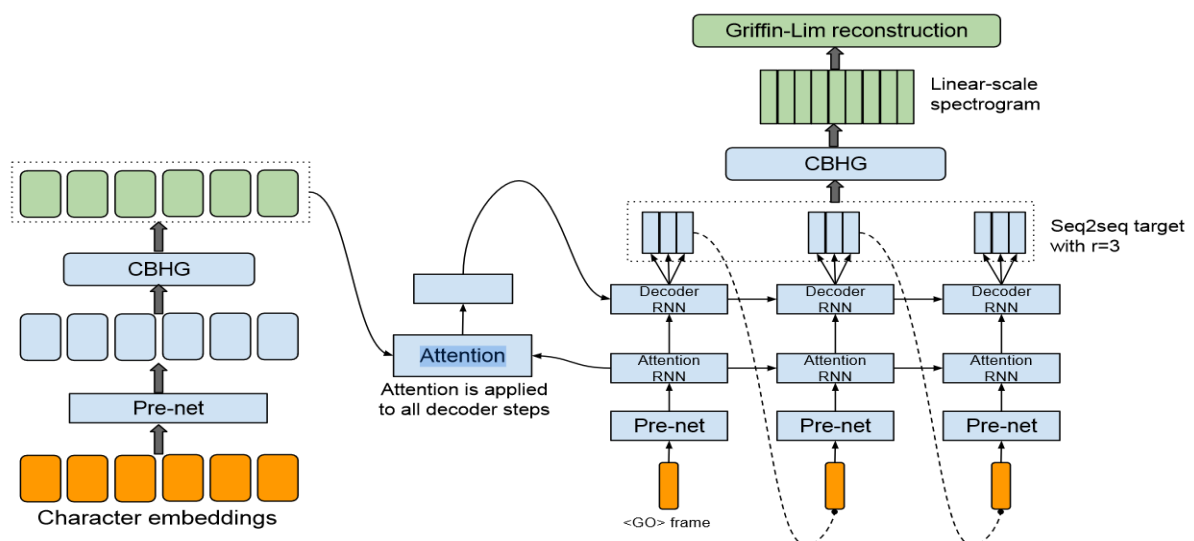 Griffin-Lim reconstruction
Linear-scale
spectrogram
CBHG
Seq2seq target
with r=3
CBHG
Decoder
RNN
Decoder
RNN
Decoder
RNN
Attention
Attention is applied
to all decoder steps
Attention
RNN
Attention
RNN
Attention
RNN
Pre-net
Pre-net
Pre-net
Pre-net
Character embeddings
<GO> frame